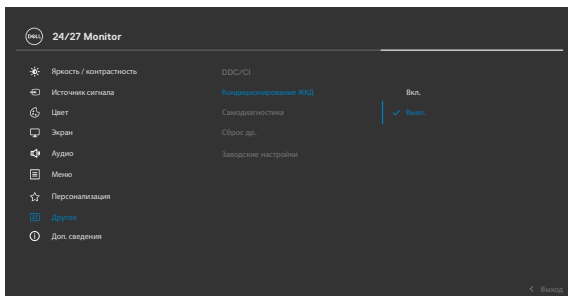 DELL
24/27 Monitor
Яркость / контрастность
Источник сигнала
Цвет
Экран
Аудио
Меню
Персонализация
Другое
Доп. сведения
DDC/CI
Кондиционирование ЖКД
Самодиагностика
Сброс др.
Заводские настройки
Вкл.
Выкл.
Выход